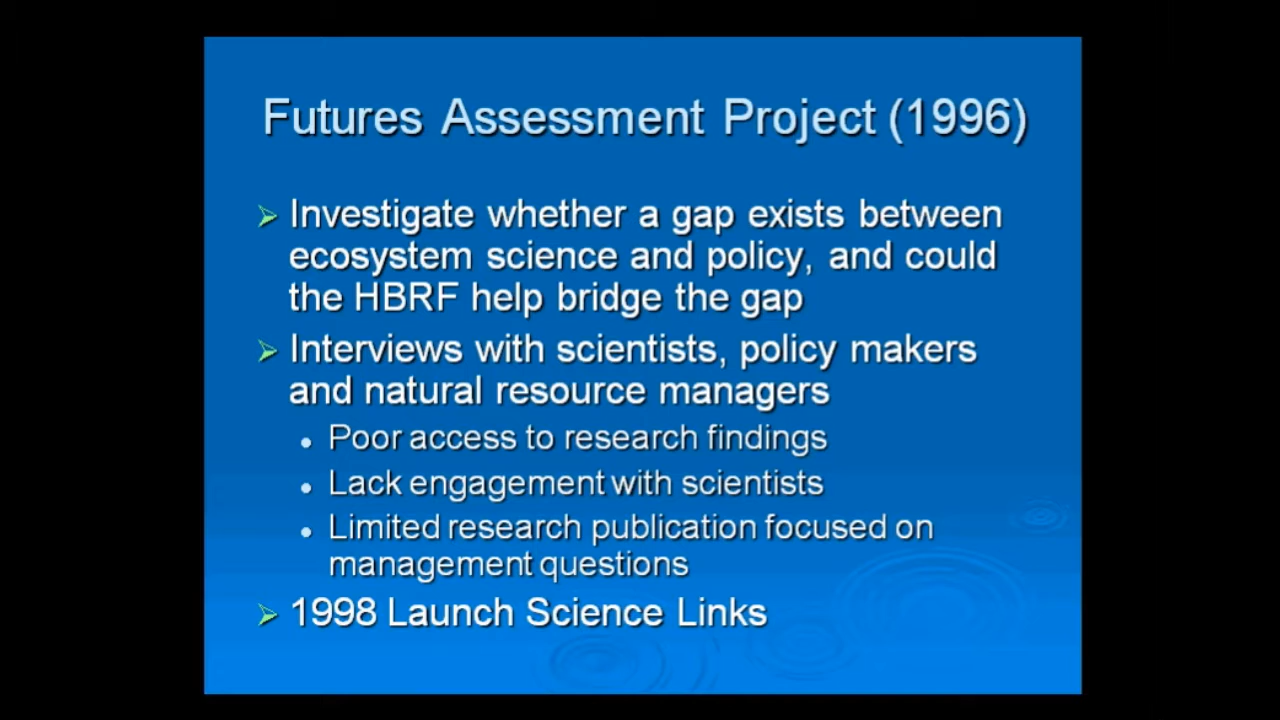 Futures Assessment Project (1996)
Investigate whether a gap exists between
ecosystem science and policy, and could
the HBRF help bridge the gap
Interviews with scientists, policy makers
and natural resource managers
Poor access to research findings
Lack engagement with scientists
Limited research publication focused on
management questions
1998 Launch Science Links